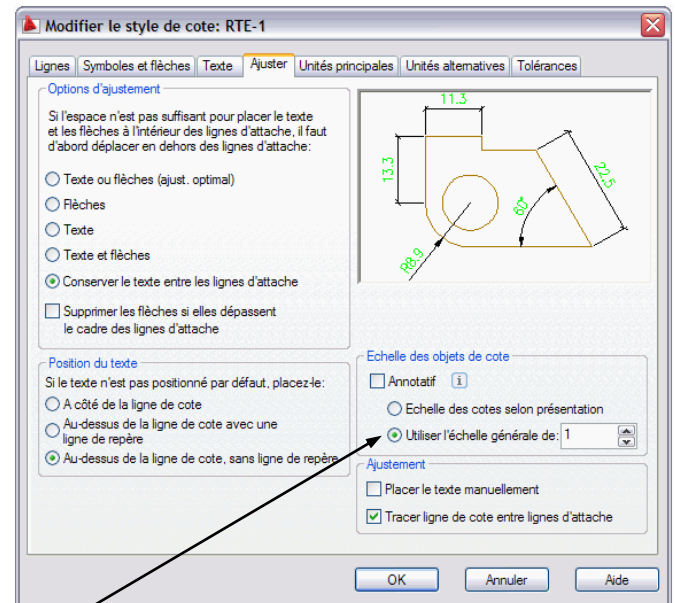 Modifier le style de cote: RTE-1
Lignes Symboles et flèches Texte Ajuster Unités principales Unités alternatives Tolérances
Options d'ajustement
Si l'espace n'est pas suffisant pour placer le texte
et les flèches à l'intérieur des lignes d'attache, il faut
d'abord déplacer en dehors des lignes d'attache:
Texte ou flèches (ajust. optimal)
Flèches
Texte
Texte et flèches
Conserver le texte entre les lignes d'attache
Supprimer les flèches si elles dépassent
le cadre des lignes d'attache
Position du texte
Si le texte n'est pas positionné par défaut, placez-le:
A côté de la ligne de cote
Au-dessus de la ligne de cote avec une
ligne de repère
Au-dessus de la ligne de cote, sans ligne de repère
11.3
13.3
22.5
60°
R8.9
Echelle des objets de cote
Annotatif
Echelle des cotes selon présentation
Utiliser l'échelle générale de: 1
Ajustement
Placer le texte manuellement
Tracer ligne de cote entre lignes d'attache
OK Annuler Aide